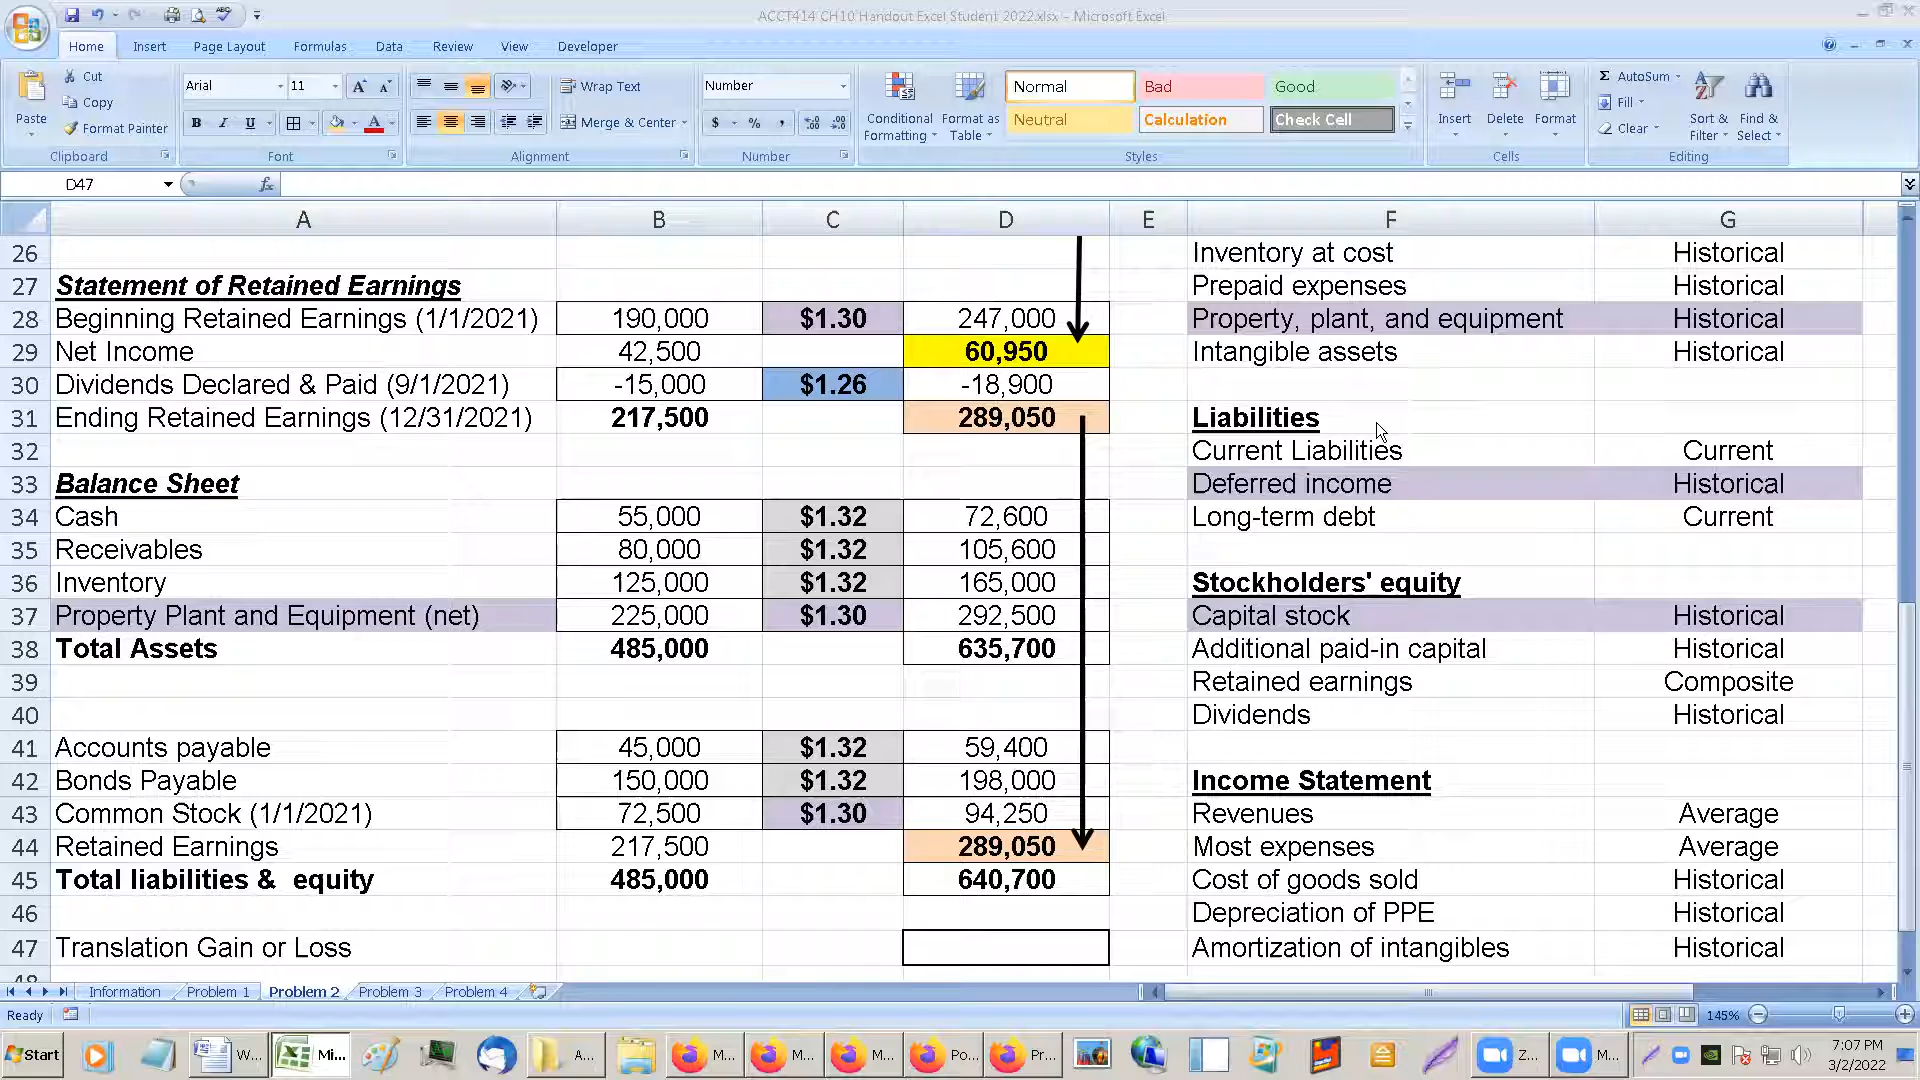 ACCT414 CH10 Handout Excel Student 2022.xlsx - Microsoft Excel
Home Insert Page Layout Formulas Data Review View Developer
Paste
Cut
Copy
Format Painter
Clipboard
Arial 11
B I U
Font
Wrap Text
Merge & Center
Alignment
Number
$ % ,
Number
Conditional Formatting
Format as Table
Normal Bad Good
Neutral Calculation Check Cell
Styles
Insert Delete Format
Cells
AutoSum
Fill
Clear
Sort & Filter
Find & Select
Editing
D47 fx
A B C D E F G
26 Inventory at cost Historical
27 Statement of Retained Earnings Prepaid expenses Historical
28 Beginning Retained Earnings (1/1/2021) 190,000 $1.30 247,000 Property, plant, and equipment Historical
29 Net Income 42,500 60,950 Intangible assets Historical
30 Dividends Declared & Paid (9/1/2021) -15,000 $1.26 -18,900
31 Ending Retained Earnings (12/31/2021) 217,500 289,050 Liabilities
32 Current Liabilities Current
33 Balance Sheet Deferred income Historical
34 Cash 55,000 $1.32 72,600 Long-term debt Current
35 Receivables 80,000 $1.32 105,600
36 Inventory 125,000 $1.32 165,000 Stockholders' equity
37 Property Plant and Equipment (net) 225,000 $1.30 292,500 Capital stock Historical
38 Total Assets 485,000 635,700 Additional paid-in capital Historical
39 Retained earnings Composite
40 Dividends Historical
41 Accounts payable 45,000 $1.32 59,400
42 Bonds Payable 150,000 $1.32 198,000 Income Statement
43 Common Stock (1/1/2021) 72,500 $1.30 94,250 Revenues Average
44 Retained Earnings 217,500 289,050 Most expenses Average
45 Total liabilities & equity 485,000 640,700 Cost of goods sold Historical
46 Depreciation of PPE Historical
47 Translation Gain or Loss Amortization of intangibles Historical
48
Information Problem 1 Problem 2 Problem 3 Problem 4
Ready 145%
Start W... Mi... A... M... M... M... Po... Pr... Z... M... 7:07 PM
3/2/2022